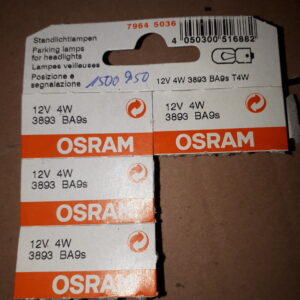 7964 5036
Standlichtlampen
Parking lamps
for headlights
Lampes veilleuses
Posizione e
segnalazione
4 050300 516882
1500 950
12V 4W 3893 BA9s T4W
12V 4W
3893 BA9s
OSRAM
12V 4W
3893 BA9s
OSRAM
12V 4W
3893 BA9s
OSRAM
12V 4W
3893 BA9s
OSRAM